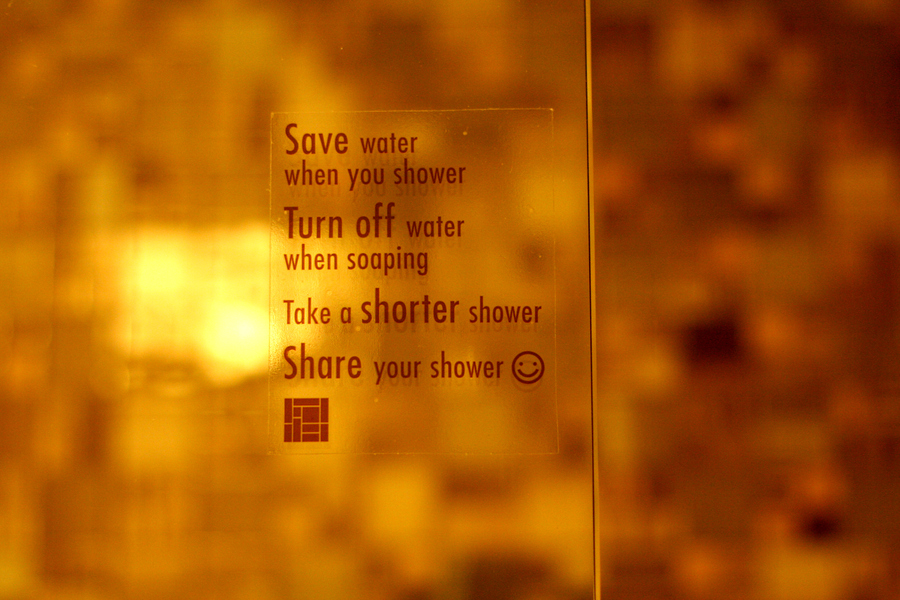 Save water
when you shower
Turn off water
when soaping
Take a shorter shower
Share your shower ☺